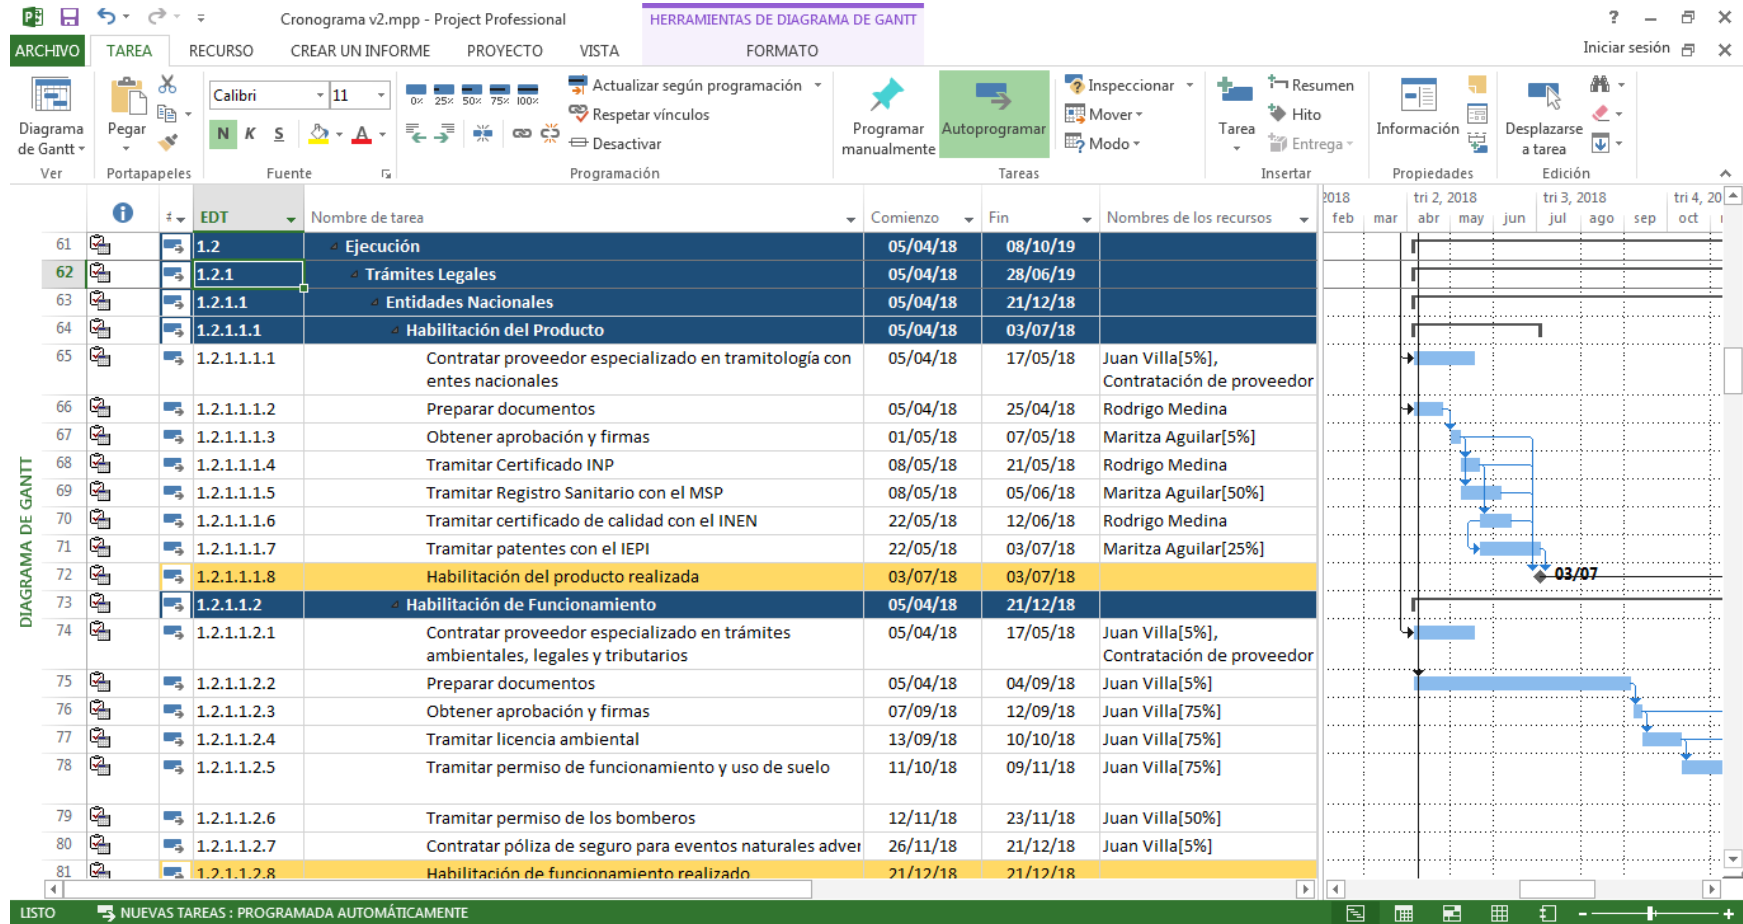 Cronograma v2.mpp - Project Professional
HERRAMIENTAS DE DIAGRAMA DE GANTT
?
ARCHIVO TAREA RECURSO CREAR UN INFORME PROYECTO VISTA FORMATO Iniciar sesión
Calibri 11
0% 25% 50% 75% 100%
N K S A
Diagrama de Gantt
Pegar
Actualizar según programación
Respetar vínculos
Desactivar
Programar manualmente
Autoprogramar
Inspeccionar
Mover
Modo
Tarea
Resumen
Hito
Entrega
Información
Desplazarse a tarea
Ver Portapapeles Fuente Programación Tareas Insertar Propiedades Edición
EDT Nombre de tarea Comienzo Fin Nombres de los recursos
2018 tri 2, 2018 tri 3, 2018 tri 4, 20
feb mar abr may jun jul ago sep oct
61 1.2 Ejecución 05/04/18 08/10/19
62 1.2.1 Trámites Legales 05/04/18 28/06/19
63 1.2.1.1 Entidades Nacionales 05/04/18 21/12/18
64 1.2.1.1.1 Habilitación del Producto 05/04/18 03/07/18
65 1.2.1.1.1.1 Contratar proveedor especializado en tramitología con 05/04/18 17/05/18 Juan Villa[5%],
entes nacionales Contratación de proveedor
66 1.2.1.1.1.2 Preparar documentos 05/04/18 25/04/18 Rodrigo Medina
67 1.2.1.1.1.3 Obtener aprobación y firmas 01/05/18 07/05/18 Maritza Aguilar[5%]
68 1.2.1.1.1.4 Tramitar Certificado INP 08/05/18 21/05/18 Rodrigo Medina
69 1.2.1.1.1.5 Tramitar Registro Sanitario con el MSP 08/05/18 05/06/18 Maritza Aguilar[50%]
70 1.2.1.1.1.6 Tramitar certificado de calidad con el INEN 22/05/18 12/06/18 Rodrigo Medina
71 1.2.1.1.1.7 Tramitar patentes con el IEPI 22/05/18 03/07/18 Maritza Aguilar[25%]
72 1.2.1.1.1.8 Habilitación del producto realizada 03/07/18 03/07/18 03/07
73 1.2.1.1.2 Habilitación de Funcionamiento 05/04/18 21/12/18
74 1.2.1.1.2.1 Contratar proveedor especializado en trámites 05/04/18 17/05/18 Juan Villa[5%],
ambientales, legales y tributarios Contratación de proveedor
75 1.2.1.1.2.2 Preparar documentos 05/04/18 04/09/18 Juan Villa[5%]
76 1.2.1.1.2.3 Obtener aprobación y firmas 07/09/18 12/09/18 Juan Villa[75%]
77 1.2.1.1.2.4 Tramitar licencia ambiental 13/09/18 10/10/18 Juan Villa[75%]
78 1.2.1.1.2.5 Tramitar permiso de funcionamiento y uso de suelo 11/10/18 09/11/18 Juan Villa[75%]
79 1.2.1.1.2.6 Tramitar permiso de los bomberos 12/11/18 23/11/18 Juan Villa[50%]
80 1.2.1.1.2.7 Contratar póliza de seguro para eventos naturales adver 26/11/18 21/12/18 Juan Villa[5%]
81 1.2.1.1.2.8 Habilitación de funcionamiento realizado 21/12/18 21/12/18
DIAGRAMA DE GANTT
LISTO NUEVAS TAREAS : PROGRAMADA AUTOMÁTICAMENTE